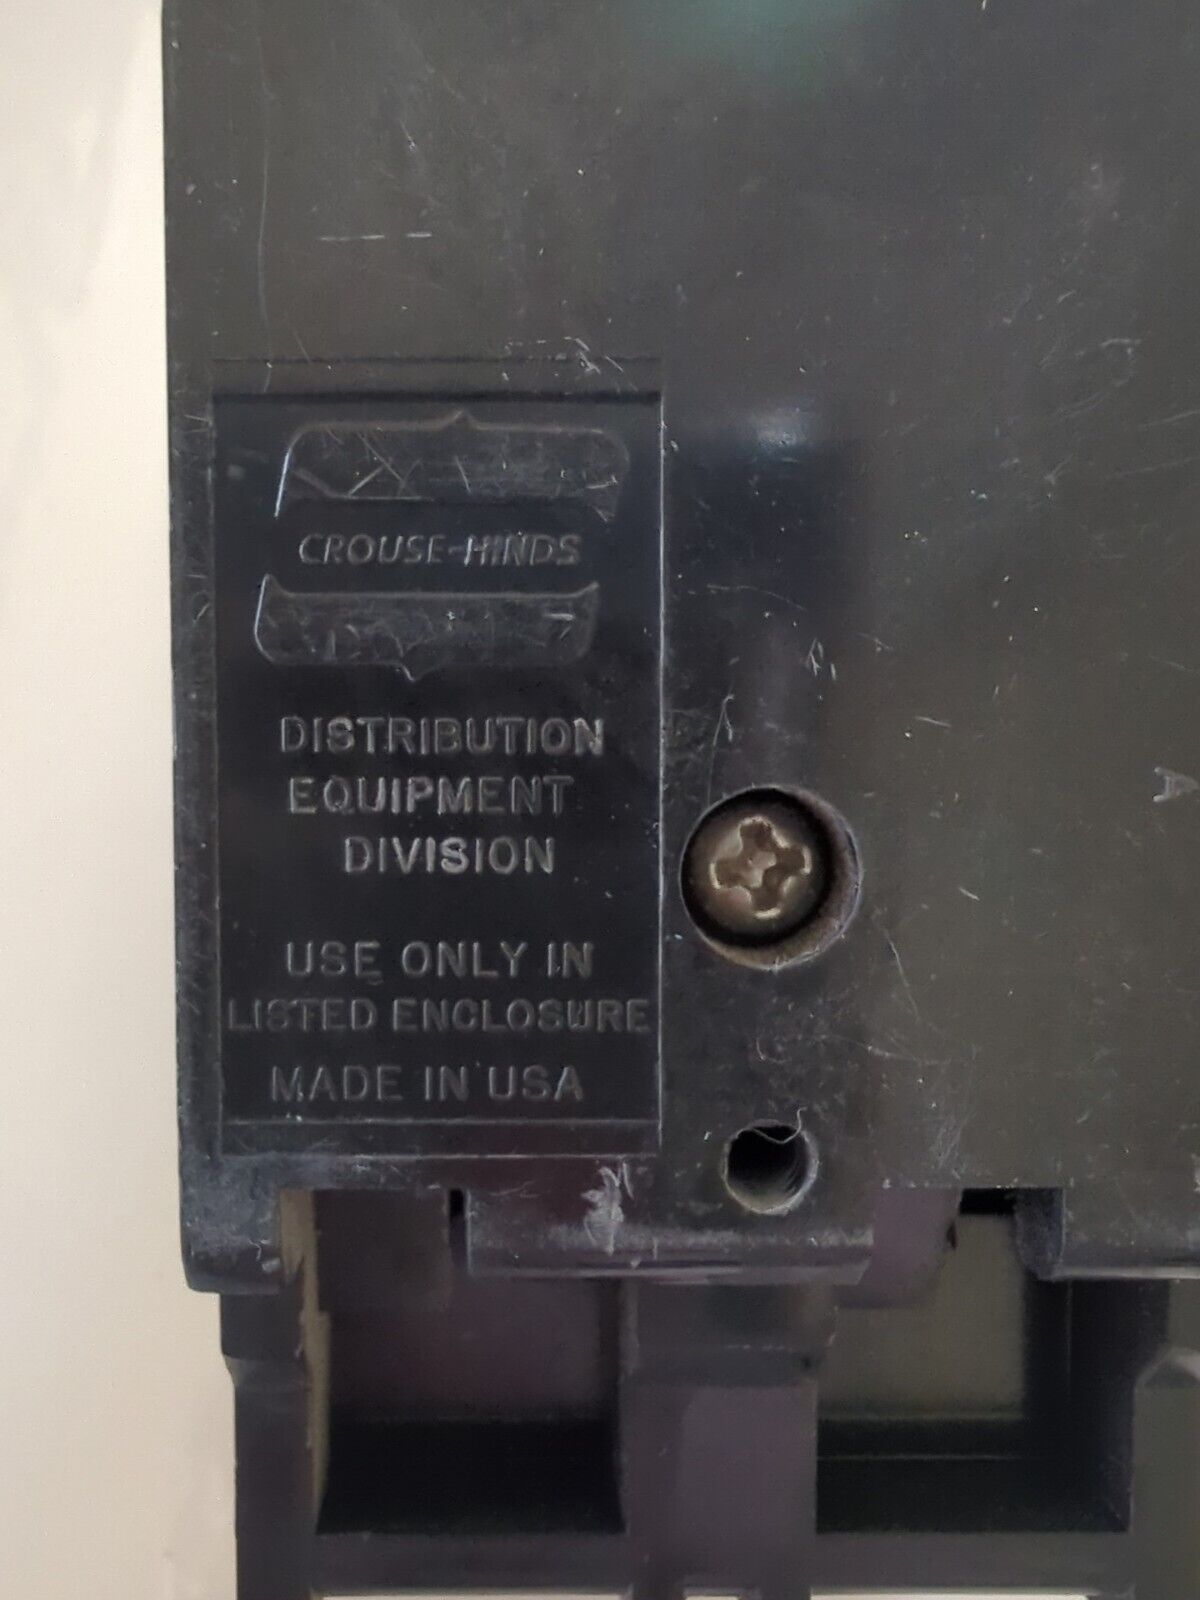 CROUSE-HINDS
DISTRIBUTION
EQUIPMENT
DIVISION
USE ONLY IN
LISTED ENCLOSURE
MADE IN USA
A